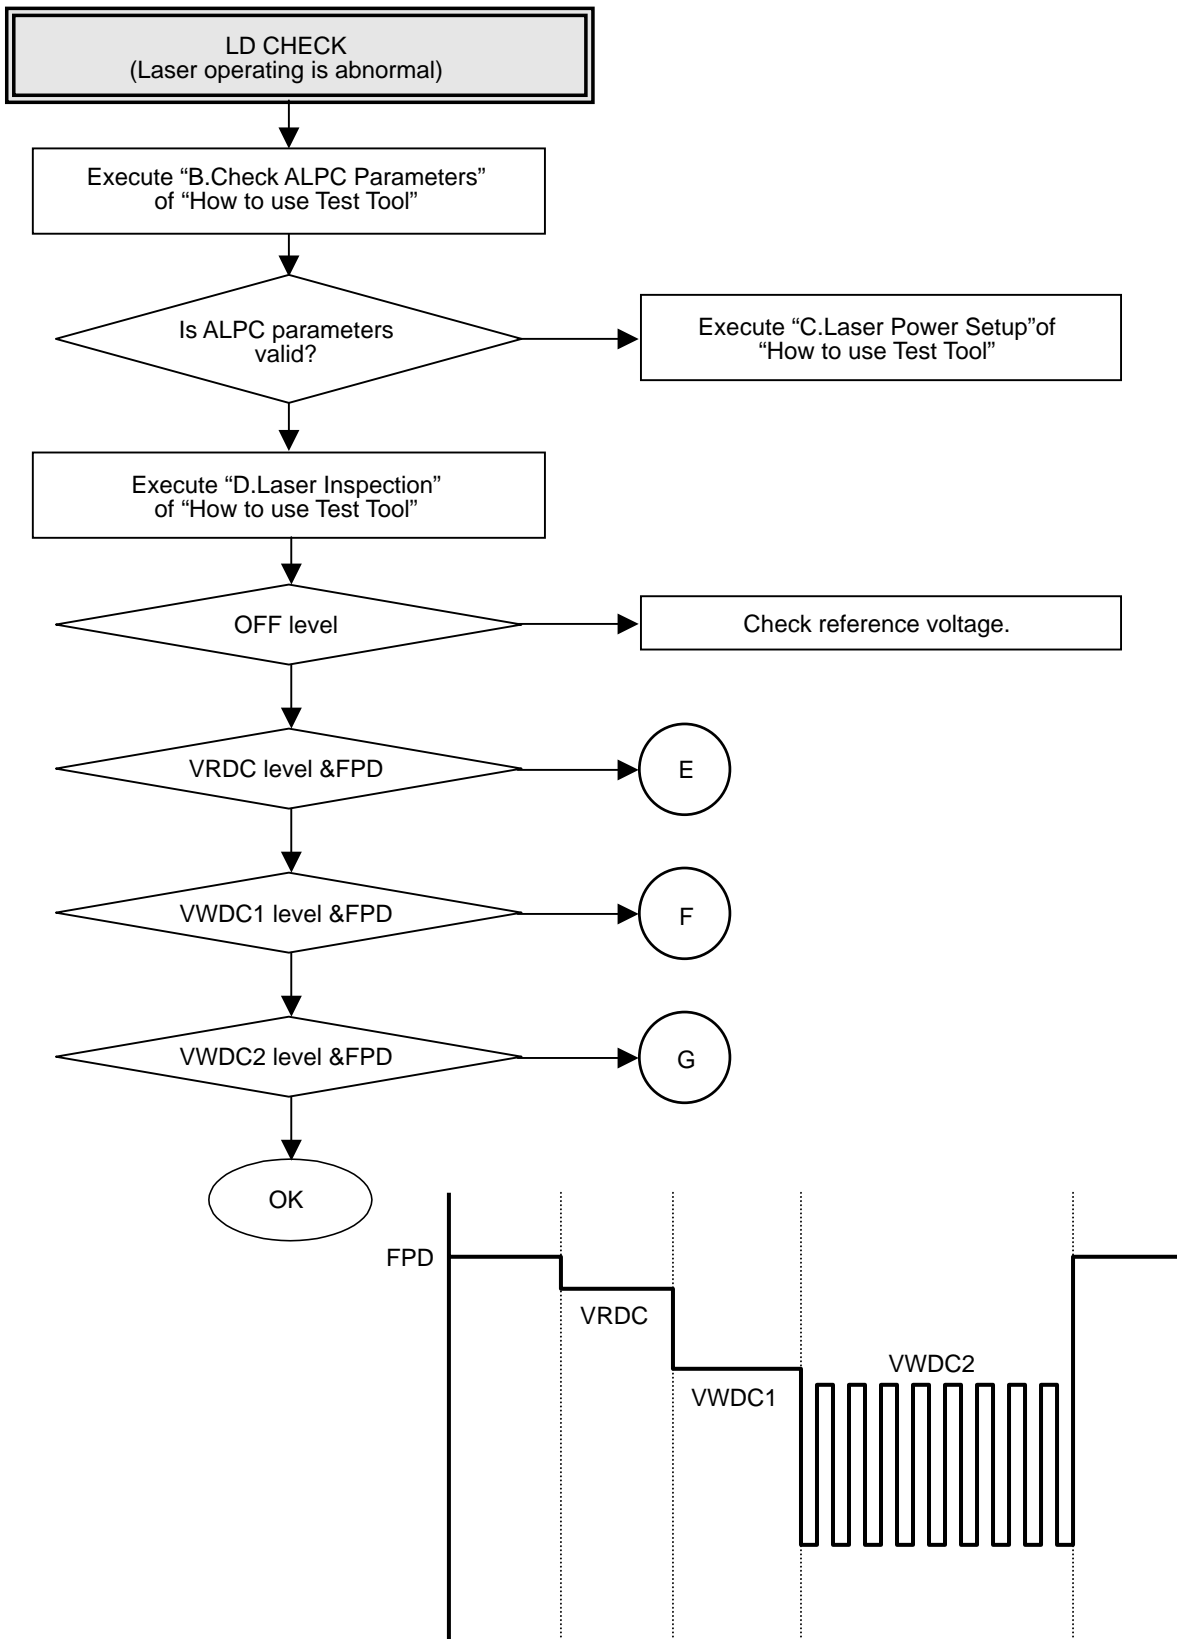 LD CHECK
(Laser operating is abnormal)
Execute “B.Check ALPC Parameters”
of “How to use Test Tool”
Is ALPC parameters
valid?
Execute “C.Laser Power Setup”of
“How to use Test Tool”
Execute “D.Laser Inspection”
of “How to use Test Tool”
OFF level
Check reference voltage.
VRDC level &FPD
E
VWDC1 level &FPD
F
VWDC2 level &FPD
G
OK
FPD
VRDC
VWDC1
VWDC2